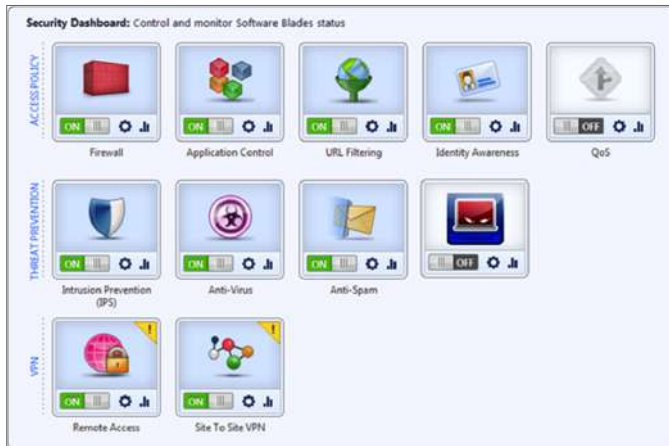 Security Dashboard: Control and monitor Software Blades status
ACCESS POLICY
ON
ON
ON
ON
OFF
Firewall
Application Control
URL Filtering
Identity Awareness
QoS
THREAT PREVENTION
ON
ON
ON
OFF
Intrusion Prevention
(IPS)
Anti-Virus
Anti-Spam
VPN
!
!
ON
ON
Remote Access
Site To Site VPN